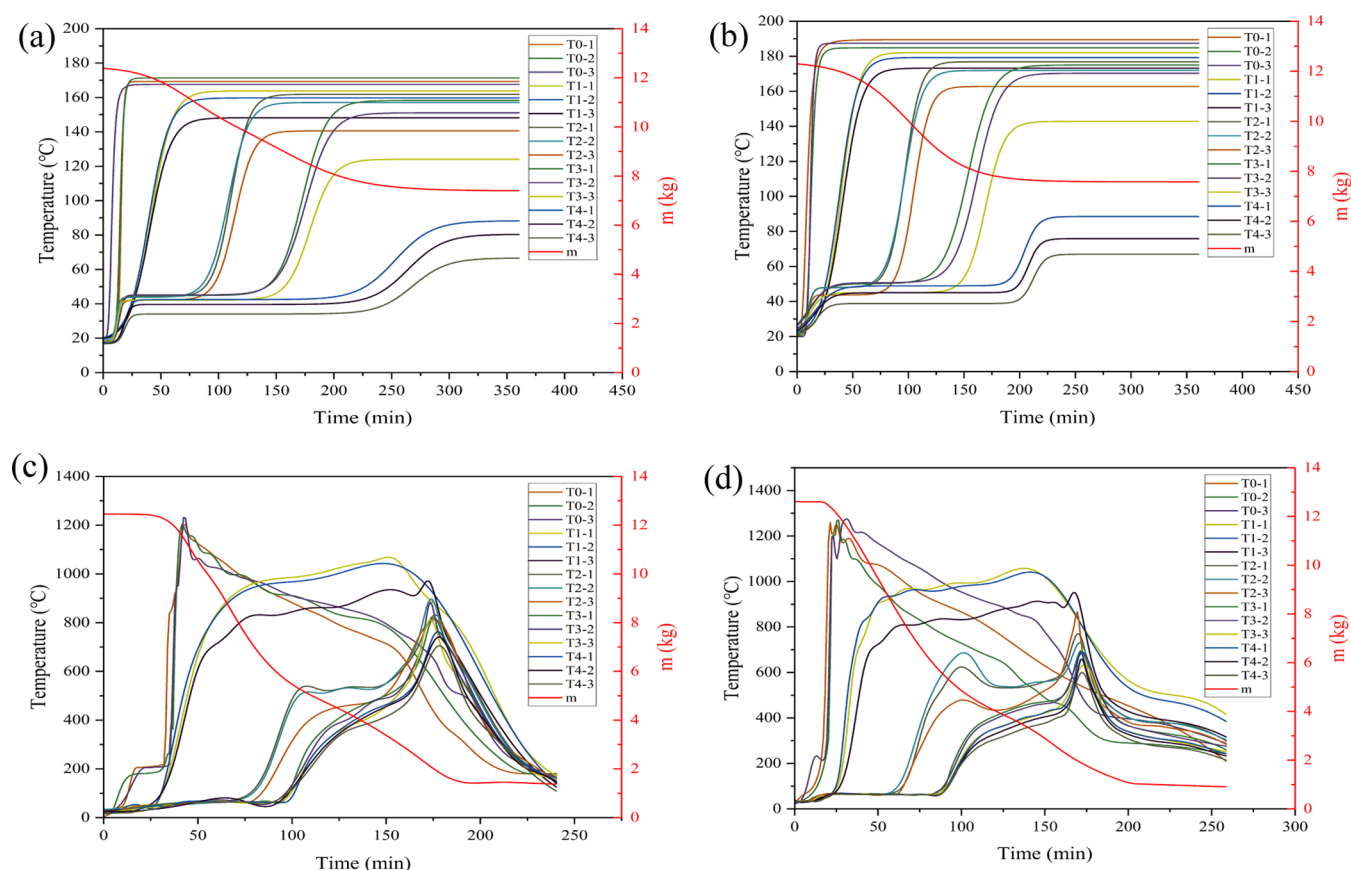 (a)
200
180
160
140
120
100
80
60
40
20
0
Temperature (℃)
0 50 100 150 200 250 300 350 400 450
Time (min)
14
12
10
8
6
4
2
0
m (kg)
T0-1
T0-2
T0-3
T1-1
T1-2
T1-3
T2-1
T2-2
T2-3
T3-1
T3-2
T3-3
T4-1
T4-2
T4-3
m
(b)
200
180
160
140
120
100
80
60
40
20
0
Temperature (℃)
0 50 100 150 200 250 300 350 400 450
Time (min)
14
12
10
8
6
4
2
0
m (kg)
T0-1
T0-2
T0-3
T1-1
T1-2
T1-3
T2-1
T2-2
T2-3
T3-1
T3-2
T3-3
T4-1
T4-2
T4-3
m
(c)
1400
1200
1000
800
600
400
200
0
Temperature (℃)
0 50 100 150 200 250
Time (min)
14
12
10
8
6
4
2
0
m (kg)
T0-1
T0-2
T0-3
T1-1
T1-2
T1-3
T2-1
T2-2
T2-3
T3-1
T3-2
T3-3
T4-1
T4-2
T4-3
m
(d)
1400
1200
1000
800
600
400
200
0
Temperature (℃)
0 50 100 150 200 250 300
Time (min)
14
12
10
8
6
4
2
0
m (kg)
T0-1
T0-2
T0-3
T1-1
T1-2
T1-3
T2-1
T2-2
T2-3
T3-1
T3-2
T3-3
T4-1
T4-2
T4-3
m